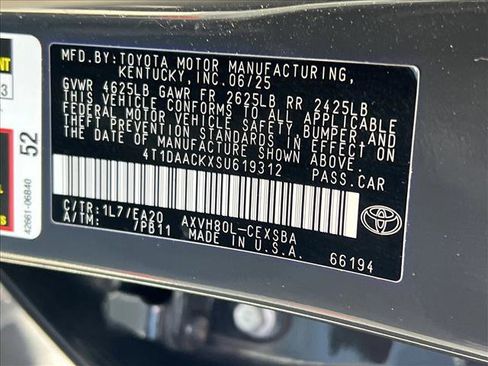 MFD.BY:TOYOTA MOTOR MANUFACTURING,
KENTUCKY, INC.06/25
GVWR 4625LB GAWR FR 2625LB RR 2425LB
THIS VEHICLE CONFORMS TO ALL APPLICABLE
FEDERAL MOTOR VEHICLE SAFETY, BUMPER,AND
THEFT PREVENTION STANDARDS IN EFFECT ON
THE DATE OF MANUFACTURE SHOWN ABOVE.
4T1DAACKXSU619312
PASS.CAR
C/TR:1L7/EA20 AXVH80L-CEXSBA
A/TM: 7PB11 MADE IN U.S.A.
66194
52
42661-06840